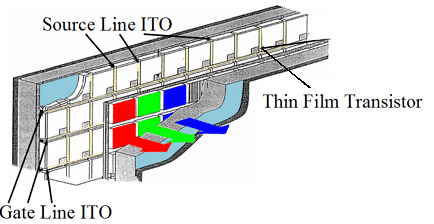 Source Line ITO
Thin Film Transistor
Gate Line ITO